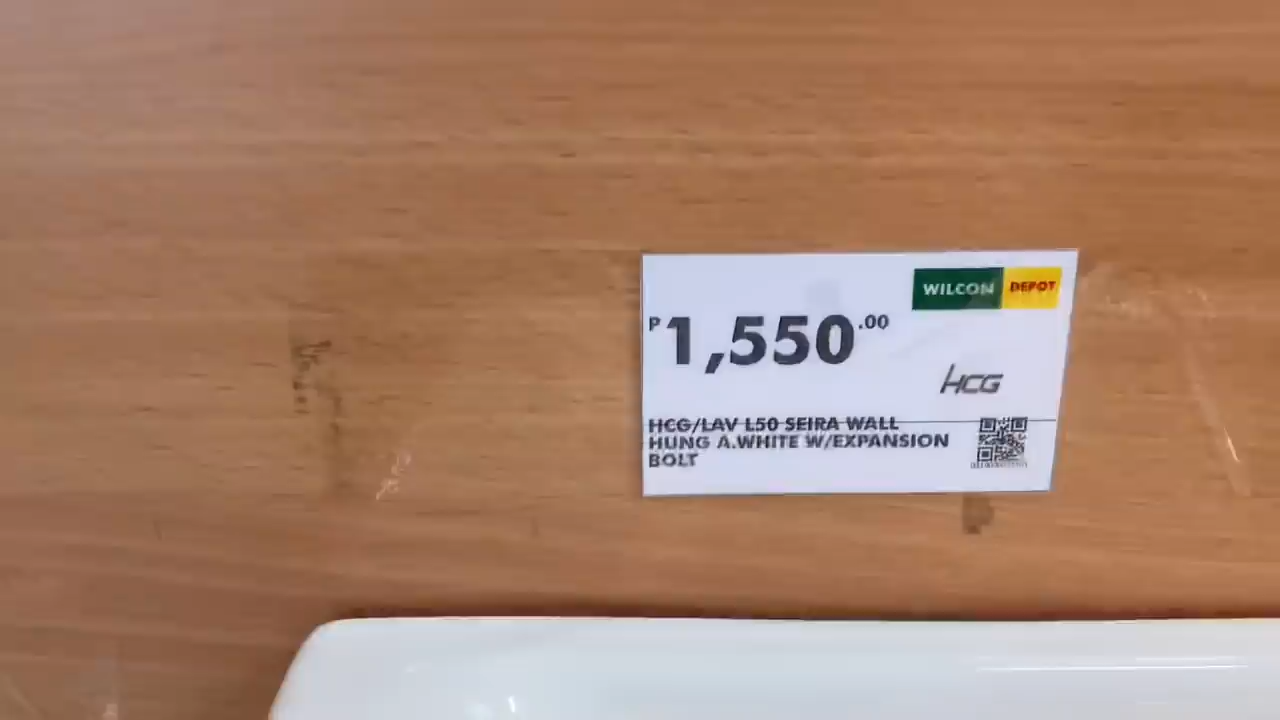 WILCON DEPOT
P1,550.00
HCG
HCG/LAV L50 SEIRA WALL
HUNG A.WHITE W/EXPANSION
BOLT